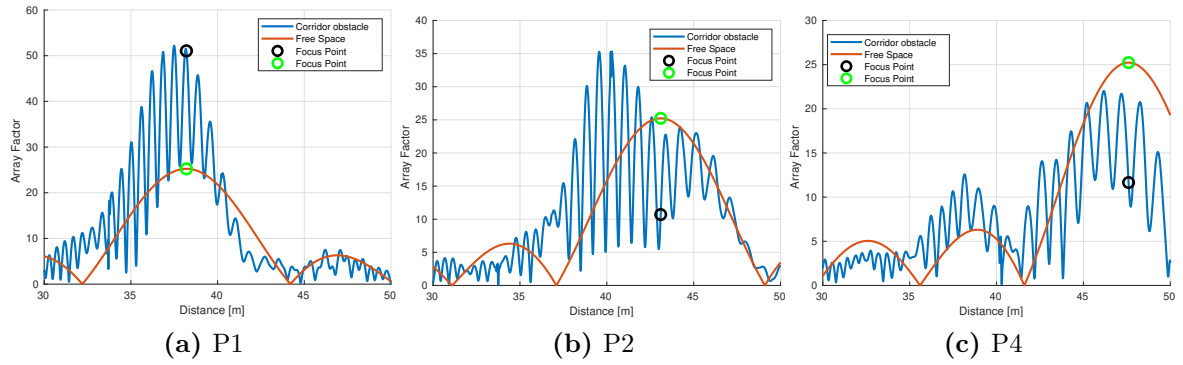 60
50
40
30
20
10
0
Array Factor
30
35
40
45
50
Distance [m]
Corridor obstacle
Free Space
Focus Point
Focus Point
(a) P1
40
35
30
25
20
15
10
5
0
Array Factor
30
35
40
45
50
Distance [m]
Corridor obstacle
Free Space
Focus Point
Focus Point
(b) P2
30
25
20
15
10
5
0
Array Factor
30
35
40
45
50
Distance [m]
Corridor obstacle
Free Space
Focus Point
Focus Point
(c) P4